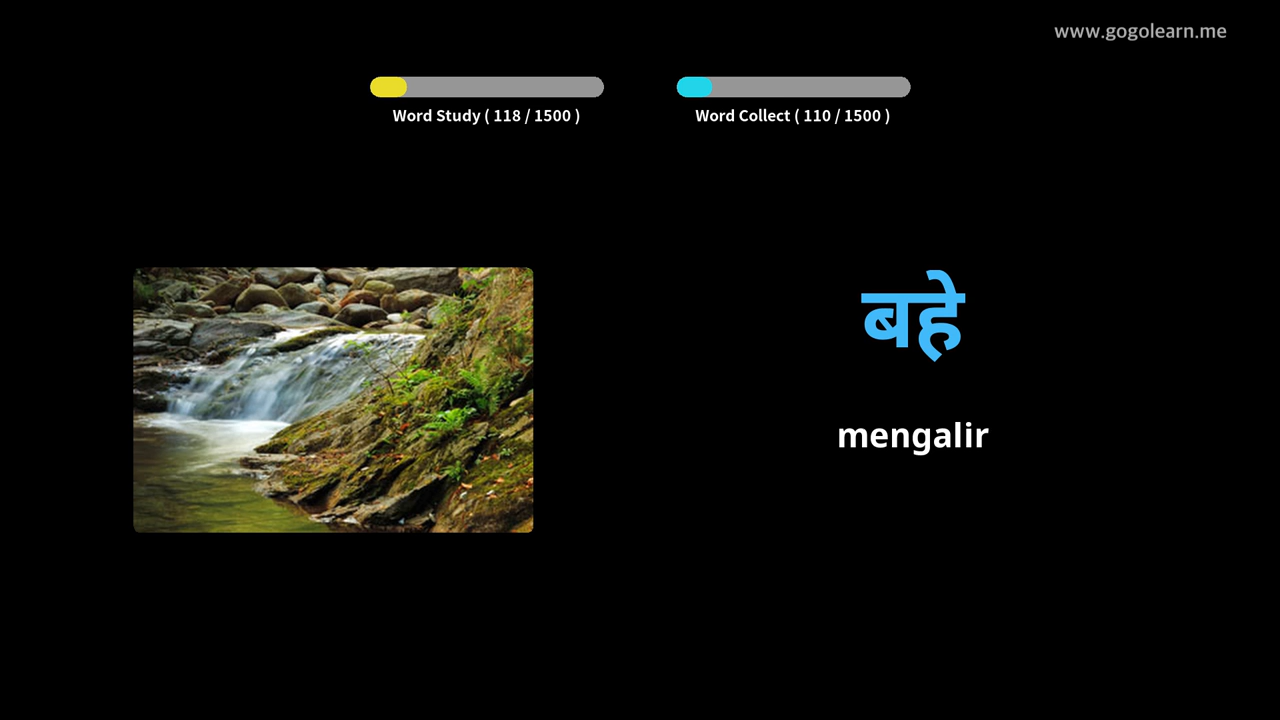 www.gogolearn.me
Word Study ( 118 / 1500 )
Word Collect ( 110 / 1500 )
बहे
mengalir